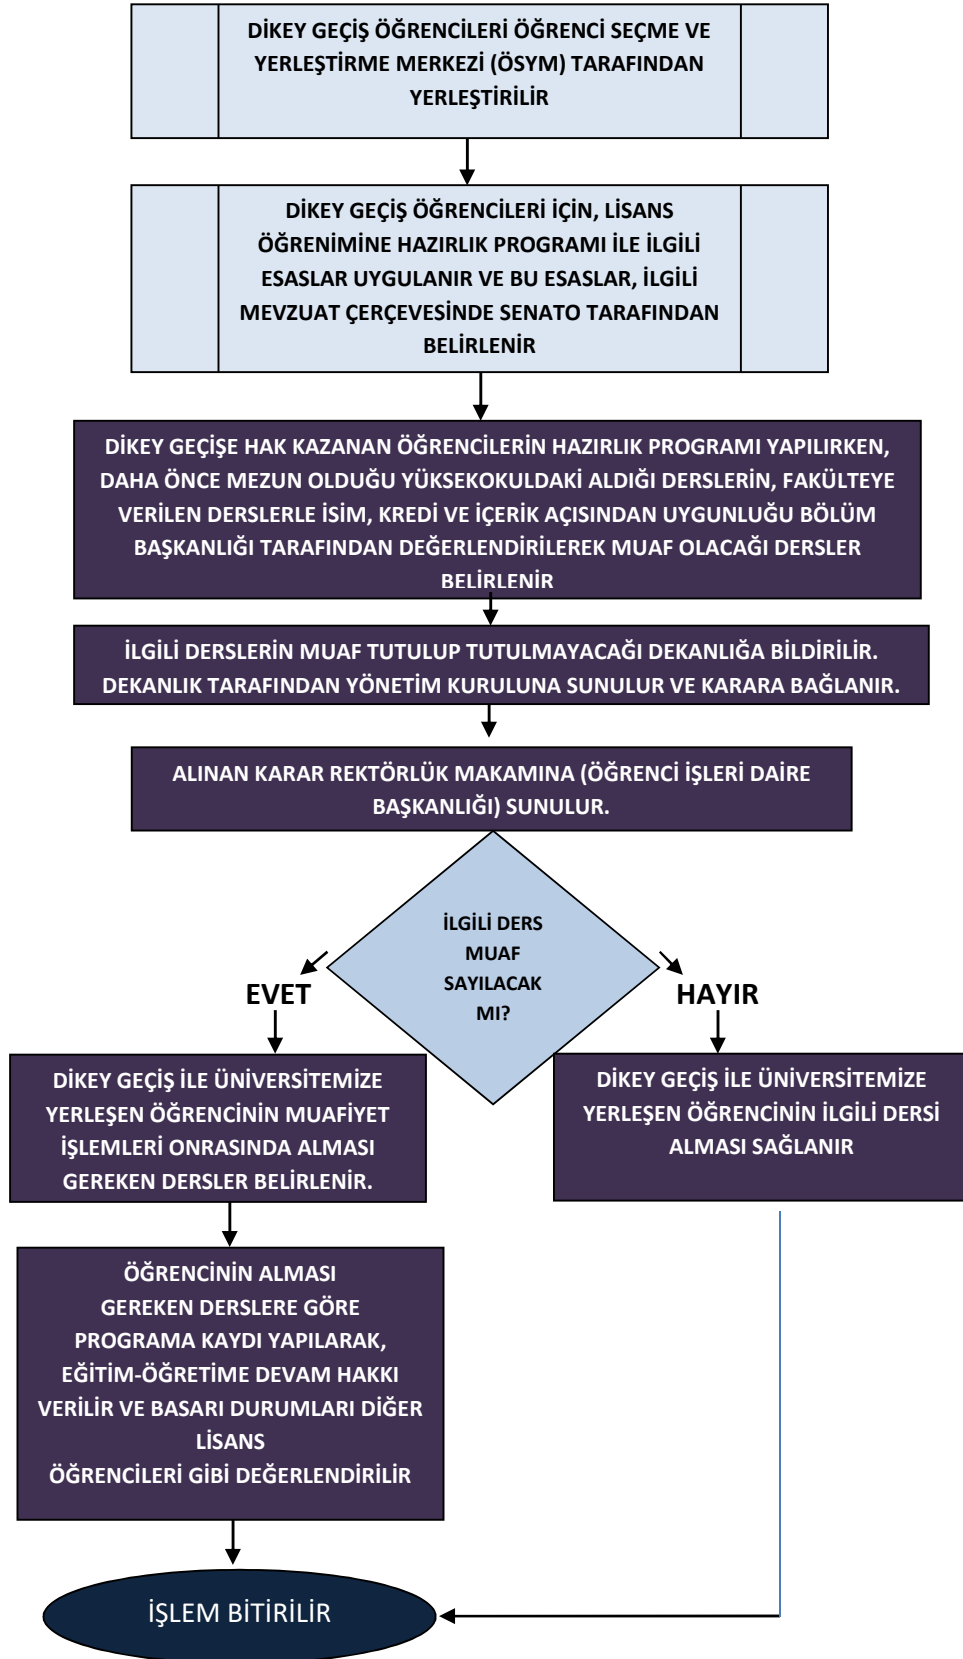 DİKEY GEÇİŞ ÖĞRENCİLERİ ÖĞRENCİ SEÇME VE
YERLEŞTİRME MERKEZİ (ÖSYM) TARAFINDAN
YERLEŞTİRİLİR
DİKEY GEÇİŞ ÖĞRENCİLERİ İÇİN, LİSANS
ÖĞRENİMİNE HAZIRLIK PROGRAMI İLE İLGİLİ
ESASLAR UYGULANIR VE BU ESASLAR, İLGİLİ
MEVZUAT ÇERÇEVESİNDE SENATO TARAFINDAN
BELİRLENİR
DİKEY GEÇİŞE HAK KAZANAN ÖĞRENCİLERİN HAZIRLIK PROGRAMI YAPILIRKEN,
DAHA ÖNCE MEZUN OLDUĞU YÜKSEKOKULDAKİ ALDIĞI DERSLERİN, FAKÜLTEYE
VERİLEN DERSLERLE İSİM, KREDİ VE İÇERİK AÇISINDAN UYGUNLUĞU BÖLÜM
BAŞKANLIĞI TARAFINDAN DEĞERLENDİRİLEREK MUAF OLACAĞI DERSLER
BELİRLENİR
İLGİLİ DERSLERİN MUAF TUTULUP TUTULMAYACAĞI DEKANLIĞA BİLDİRİLİR.
DEKANLIK TARAFINDAN YÖNETİM KURULUNA SUNULUR VE KARARA BAĞLANIR.
ALINAN KARAR REKTÖRLÜK MAKAMINA (ÖĞRENCİ İŞLERİ DAİRE
BAŞKANLIĞI) SUNULUR.
İLGİLİ DERS
MUAF
SAYILACAK
MI?
EVET
HAYIR
DİKEY GEÇİŞ İLE ÜNİVERSİTEMİZE
YERLEŞEN ÖĞRENCİNİN MUAFİYET
İŞLEMLERİ ONRASINDA ALMASI
GEREKEN DERSLER BELİRLENİR.
DİKEY GEÇİŞ İLE ÜNİVERSİTEMİZE
YERLEŞEN ÖĞRENCİNİN İLGİLİ DERSİ
ALMASI SAĞLANIR
ÖĞRENCİNİN ALMASI
GEREKEN DERSLERE GÖRE
PROGRAMA KAYDI YAPILARAK,
EĞİTİM-ÖĞRETİME DEVAM HAKKI
VERİLİR VE BASARI DURUMLARI DİĞER
LİSANS
ÖĞRENCİLERİ GİBİ DEĞERLENDİRİLİR
İŞLEM BİTİRİLİR